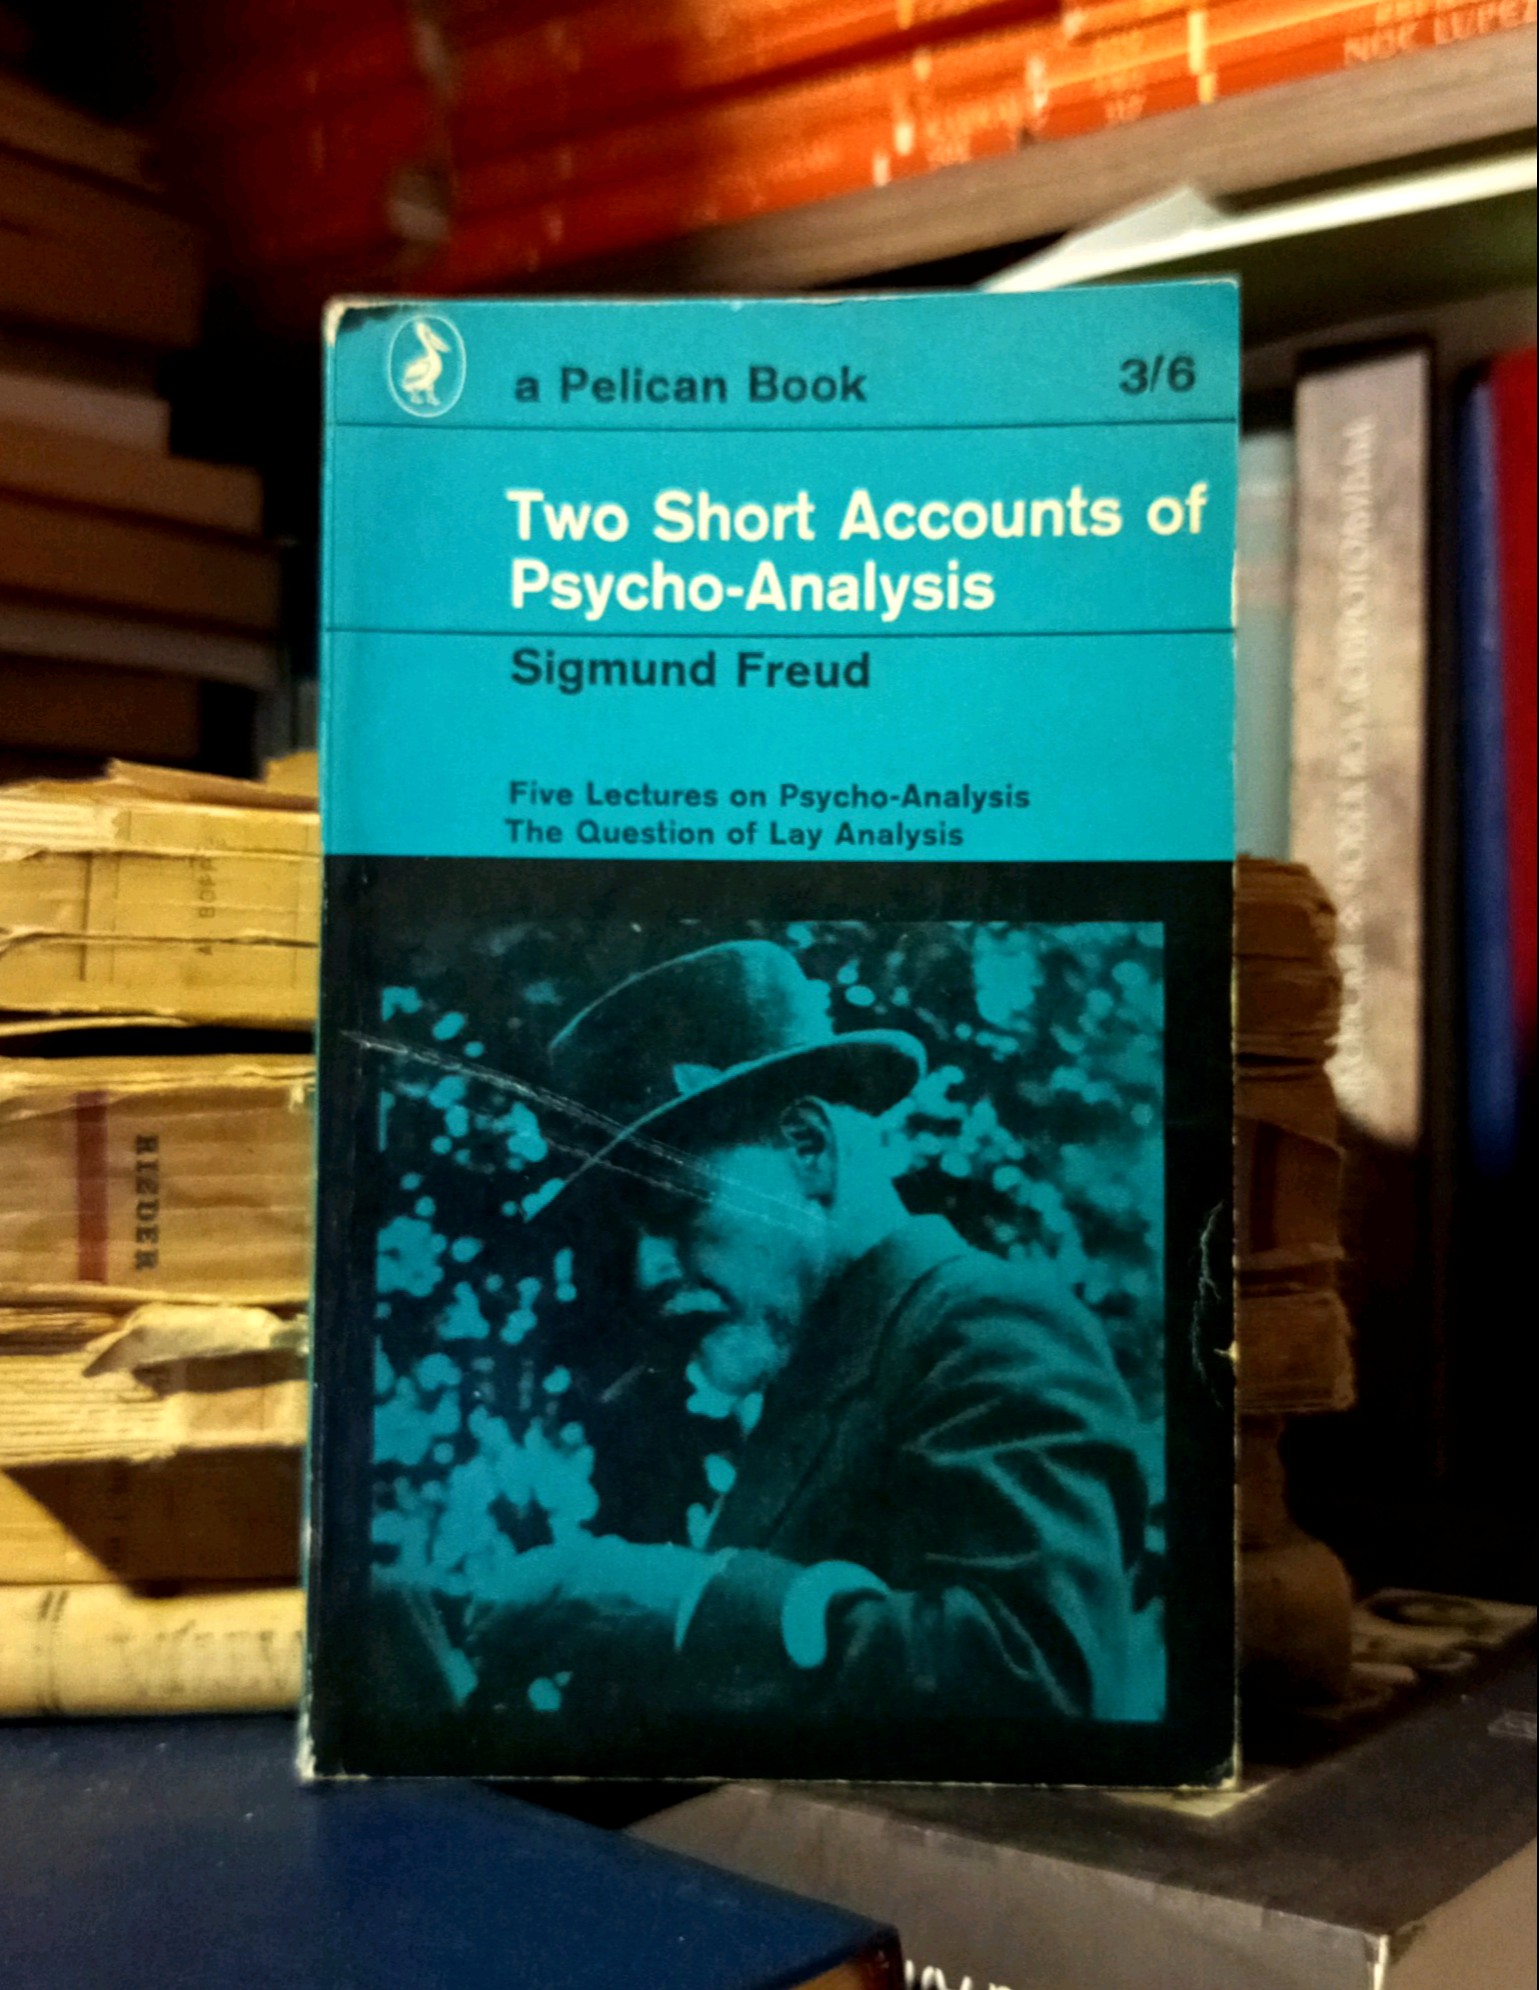 a Pelican Book
3/6
Two Short Accounts of
Psycho-Analysis
Sigmund Freud
Five Lectures on Psycho-Analysis
The Question of Lay Analysis
RIEDER